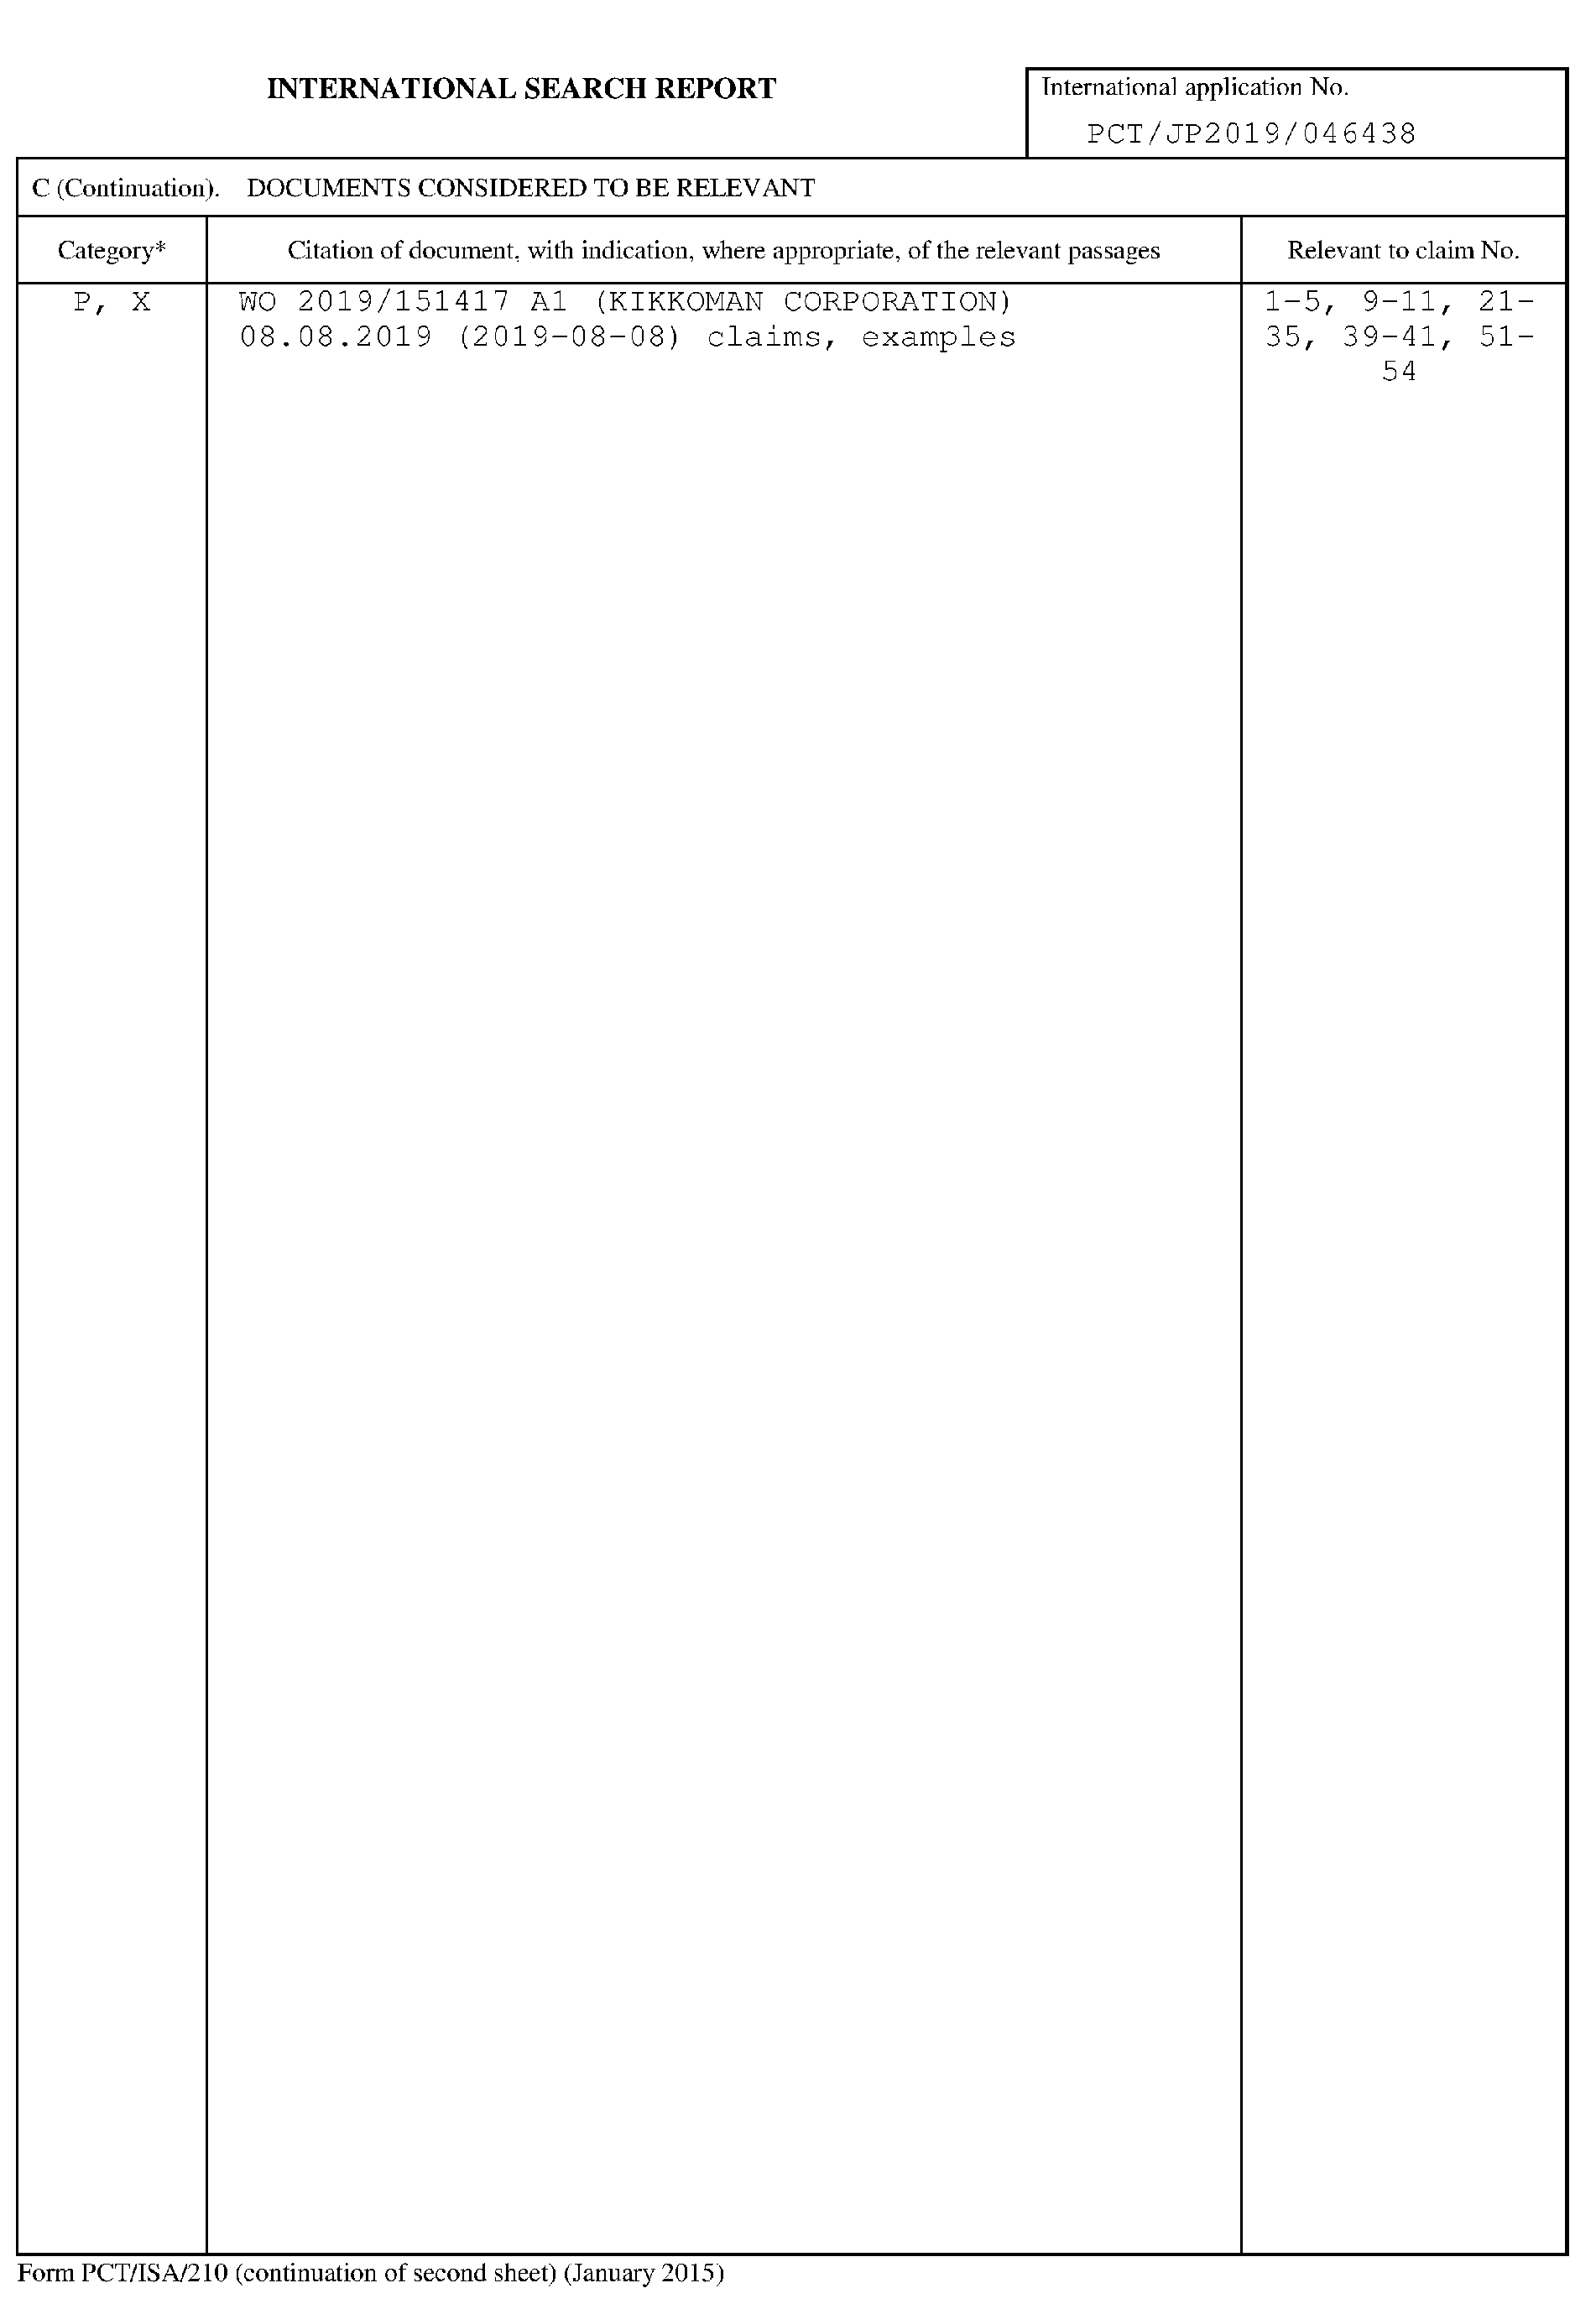 INTERNATIONAL SEARCH REPORT
International application No.
PCT/JP2019/046438
C (Continuation). DOCUMENTS CONSIDERED TO BE RELEVANT
Category*
Citation of document, with indication, where appropriate, of the relevant passages
Relevant to claim No.
P, X
WO 2019/151417 A1 (KIKKOMAN CORPORATION)
08.08.2019 (2019-08-08) claims, examples
1-5, 9-11, 21-
35, 39-41, 51-
54
Form PCT/ISA/210 (continuation of second sheet) (January 2015)